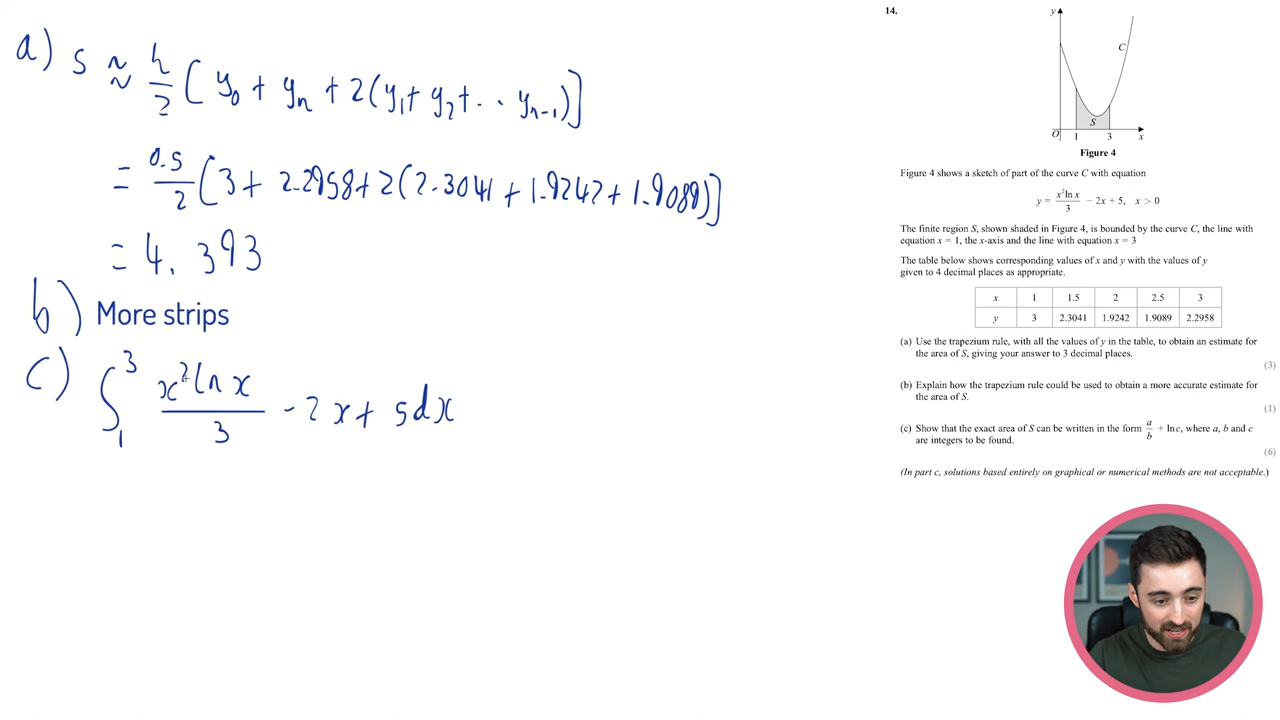 a) S ≈ h/2 [y₀ + yₙ + 2(y₁ + y₂ + ... yₙ₋₁)]
= 0.5/2 [3 + 2.2958 + 2(2.3041 + 1.9242 + 1.9089)]
= 4.393
b) More strips
c) ∫₁³ x² ln x / 3 - 2x + 5 dx
14.
y
C
S
O 1 3 x
Figure 4
Figure 4 shows a sketch of part of the curve C with equation
y = x² ln x / 3 − 2x + 5, x > 0
The finite region S, shown shaded in Figure 4, is bounded by the curve C, the line with
equation x = 1, the x-axis and the line with equation x = 3
The table below shows corresponding values of x and y with the values of y
given to 4 decimal places as appropriate.
x 1 1.5 2 2.5 3
y 3 2.3041 1.9242 1.9089 2.2958
(a) Use the trapezium rule, with all the values of y in the table, to obtain an estimate for
the area of S, giving your answer to 3 decimal places.
(3)
(b) Explain how the trapezium rule could be used to obtain a more accurate estimate for
the area of S.
(1)
(c) Show that the exact area of S can be written in the form a/b + ln c, where a, b and c
are integers to be found.
(6)
(In part c, solutions based entirely on graphical or numerical methods are not acceptable.)